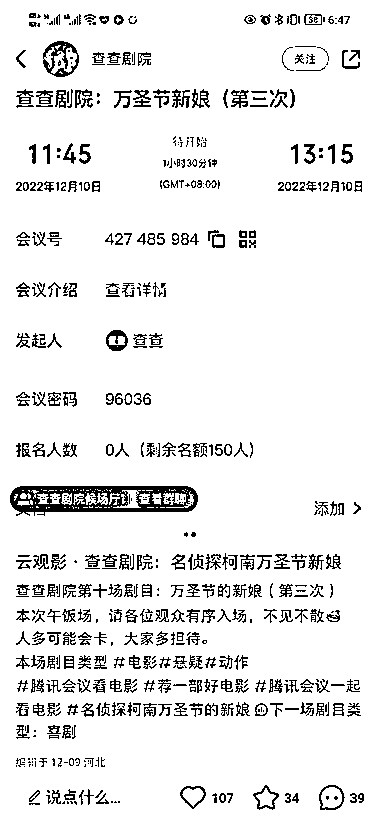 58 6:47
查查剧院
关注
查查剧院：万圣节新娘（第三次）
11:45
待开始
1小时30分钟
13:15
2022年12月10日
(GMT+08:00)
2022年12月10日
会议号 427 485 984
会议介绍 查看详情
发起人 查查
会议密码 96036
报名人数 0人（剩余名额150人）
查查剧院候场厅 查看群聊
添加
云观影·查查剧院：名侦探柯南万圣节新娘
查查剧院第十场剧目：万圣节的新娘（第三次）
本次午饭场，请各位观众有序入场，不见不散
人多可能会卡，大家多担待。
本场剧目类型 #电影#悬疑#动作
#腾讯会议看电影 #荐一部好电影 #腾讯会议一起
看电影 #名侦探柯南万圣节的新娘 下一场剧目类
型：喜剧
编辑于 12-09 河北
说点什么... 107 34 39